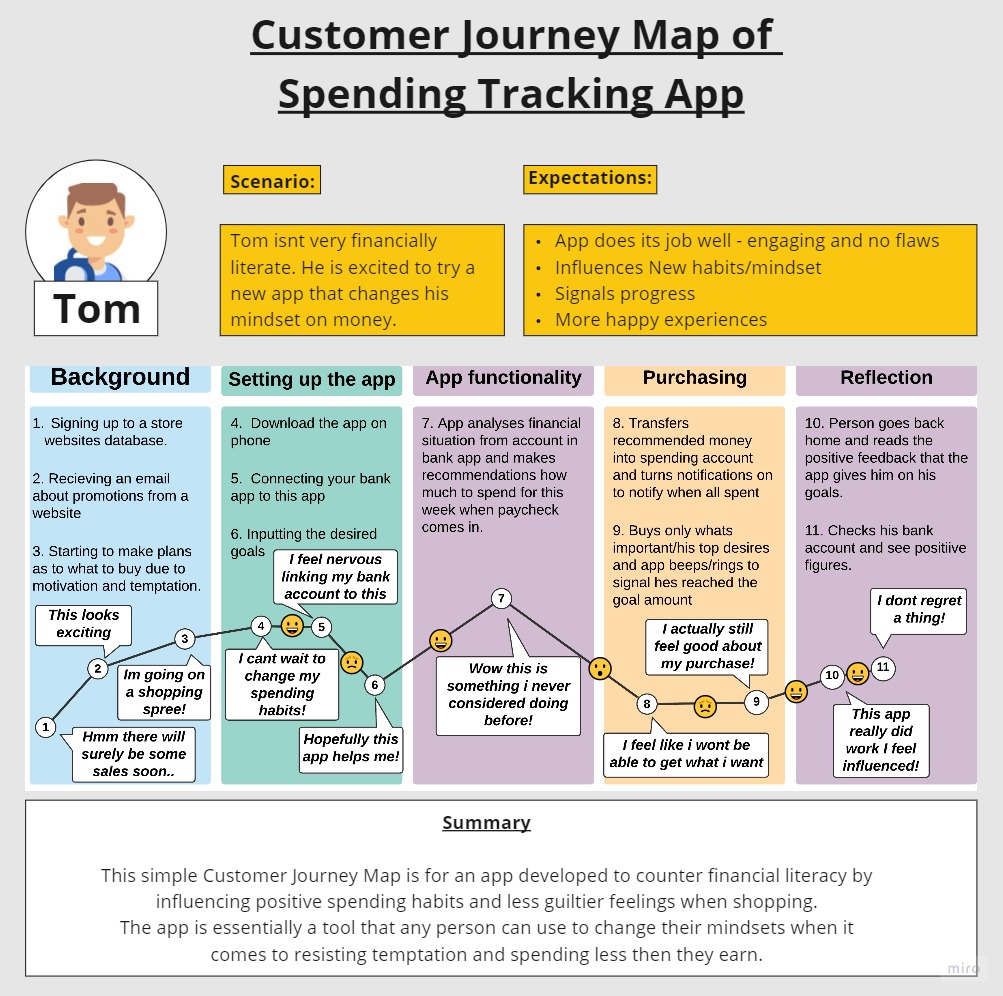 Customer Journey Map of
Spending Tracking App
Tom
Scenario:
Tom isnt very financially
literate. He is excited to try a
new app that changes his
mindset on money.
Expectations:
• App does its job well - engaging and no flaws
• Influences New habits/mindset
• Signals progress
• More happy experiences
Background
1. Signing up to a store
websites database.
2. Recieving an email
about promotions from a
website
3. Starting to make plans
as to what to buy due to
motivation and temptation.
This looks
exciting
2
3
Im going on
a shopping
spree!
1
Hmm there will
surely be some
sales soon..
Setting up the app
4. Download the app on
phone
5. Connecting your bank
app to this app
6. Inputting the desired
goals
I feel nervous
linking my bank
account to this
4
5
I cant wait to
change my
spending
habits!
6
Hopefully this
app helps me!
App functionality
7. App analyses financial
situation from account in
bank app and makes
recommendations how
much to spend for this
week when paycheck
comes in.
7
Wow this is
something i never
considered doing
before!
Purchasing
8. Transfers
recommended money
into spending account
and turns notifications on
to notify when all spent
9. Buys only whats
important/his top desires
and app beeps/rings to
signal hes reached the
goal amount
I actually still
feel good about
my purchase!
8
9
I feel like i wont be
able to get what i want
Reflection
10. Person goes back
home and reads the
positive feedback that the
app gives him on his
goals.
11. Checks his bank
account and see positiive
figures.
I dont regret
a thing!
10
11
This app
really did
work I feel
influenced!
Summary
This simple Customer Journey Map is for an app developed to counter financial literacy by
influencing positive spending habits and less guiltier feelings when shopping.
The app is essentially a tool that any person can use to change their mindsets when it
comes to resisting temptation and spending less then they earn.
miro